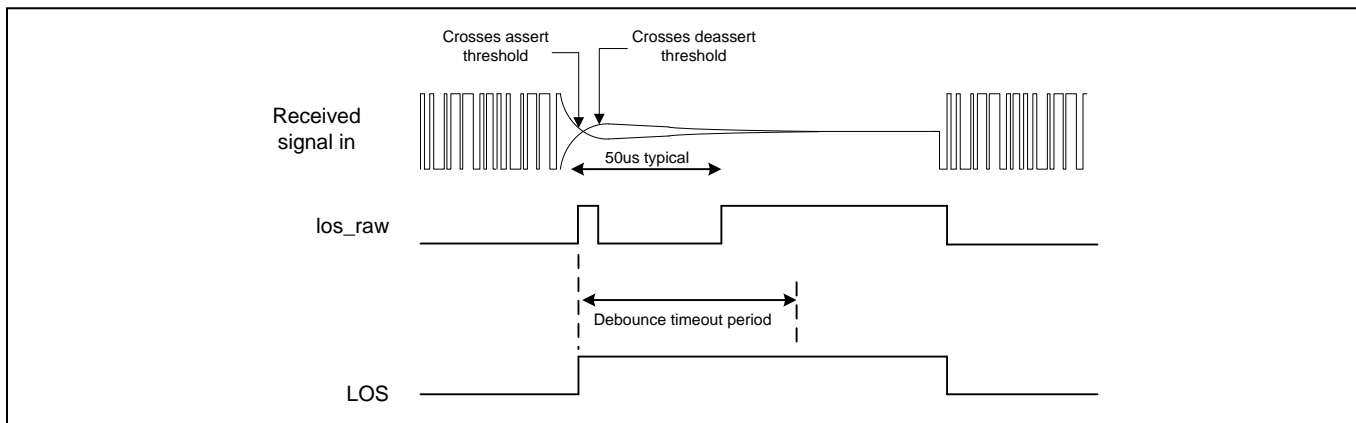 Crosses assert
threshold
Crosses deassert
threshold
Received
signal in
50us typical
los_raw
Debounce timeout period
LOS